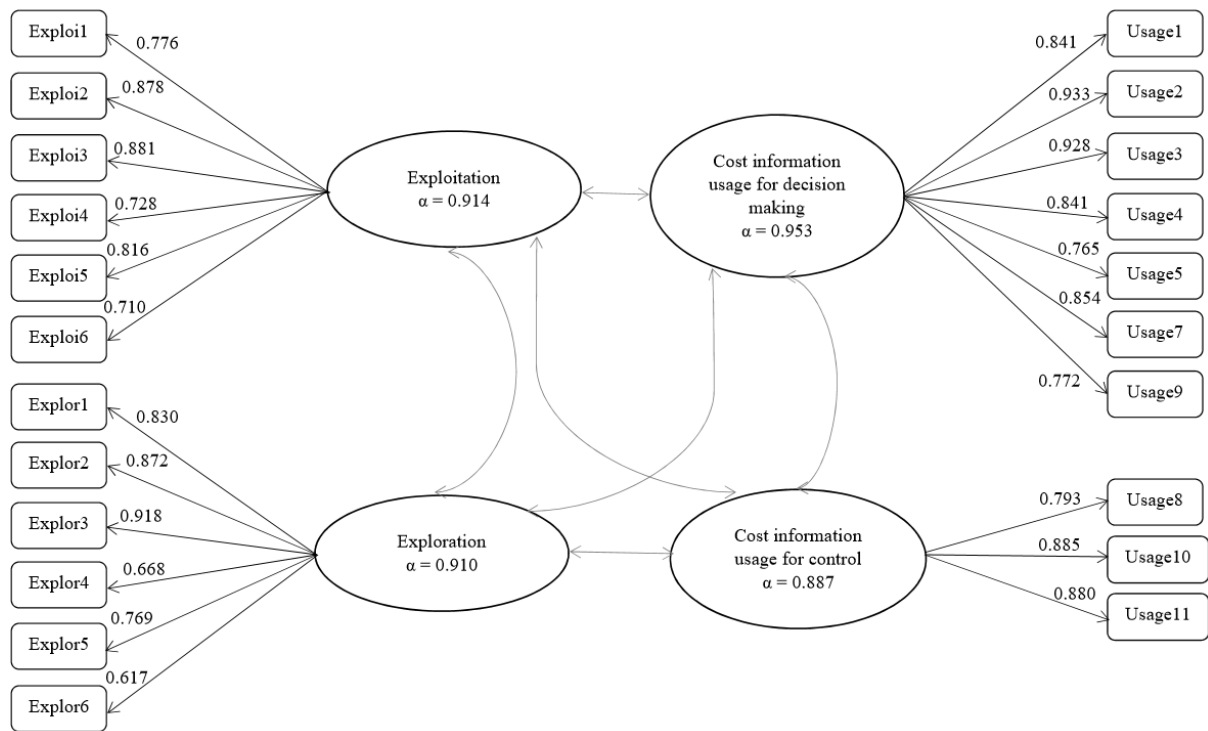 Exploi1
0.776
Exploi2
0.878
Exploi3
0.881
Exploi4
0.728
Exploi5
0.816
Exploi6
0.710
Exploitation
α = 0.914
Cost information
usage for decision
making
α = 0.953
0.841
Usage1
0.933
Usage2
0.928
Usage3
0.841
Usage4
0.765
Usage5
0.854
Usage7
0.772
Usage9
Explor1
0.830
Explor2
0.872
Explor3
0.918
Explor4
0.668
Explor5
0.769
Explor6
0.617
Exploration
α = 0.910
Cost information
usage for control
α = 0.887
0.793
Usage8
0.885
Usage10
0.880
Usage11